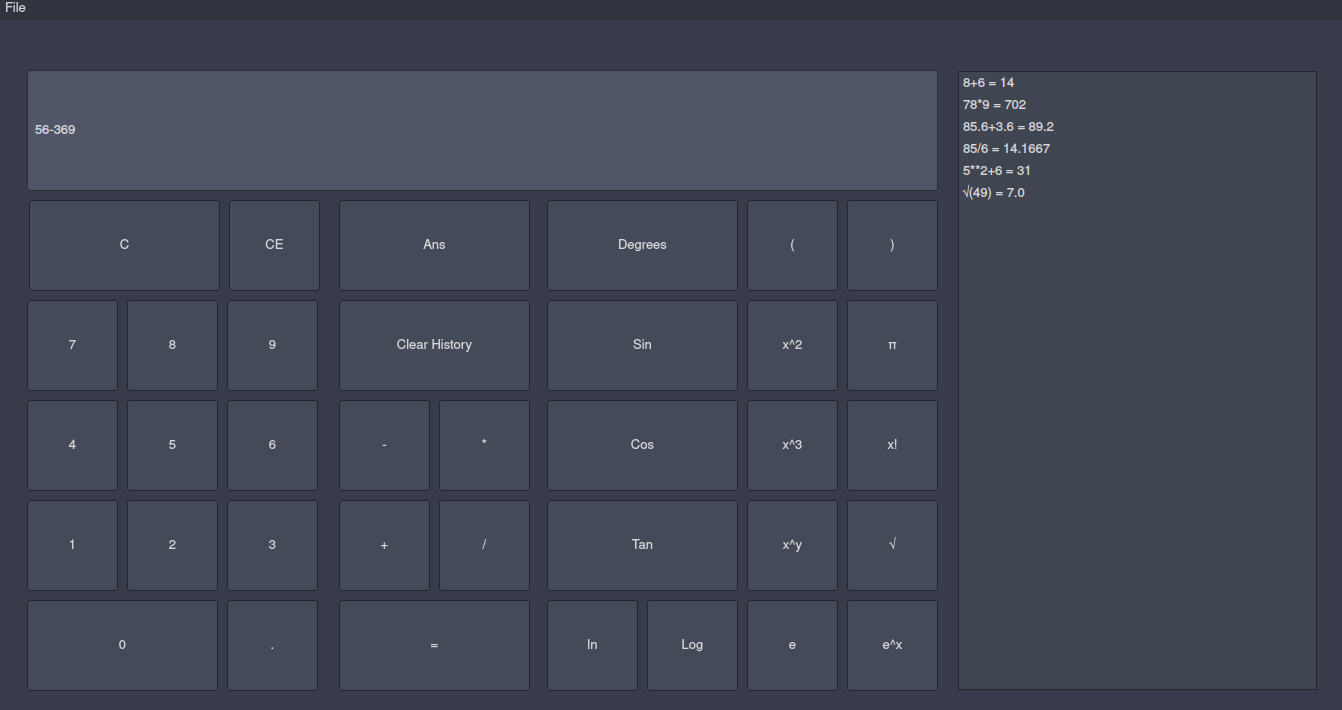 File
56-369
8+6 = 14
78*9 = 702
85.6+3.6 = 89.2
85/6 = 14.1667
5**2+6 = 31
√(49) = 7.0
C CE Ans Degrees ( )
7 8 9 Clear History Sin x^2 π
4 5 6 - * Cos x^3 x!
1 2 3 + / Tan x^y √
0 . = ln Log e e^x